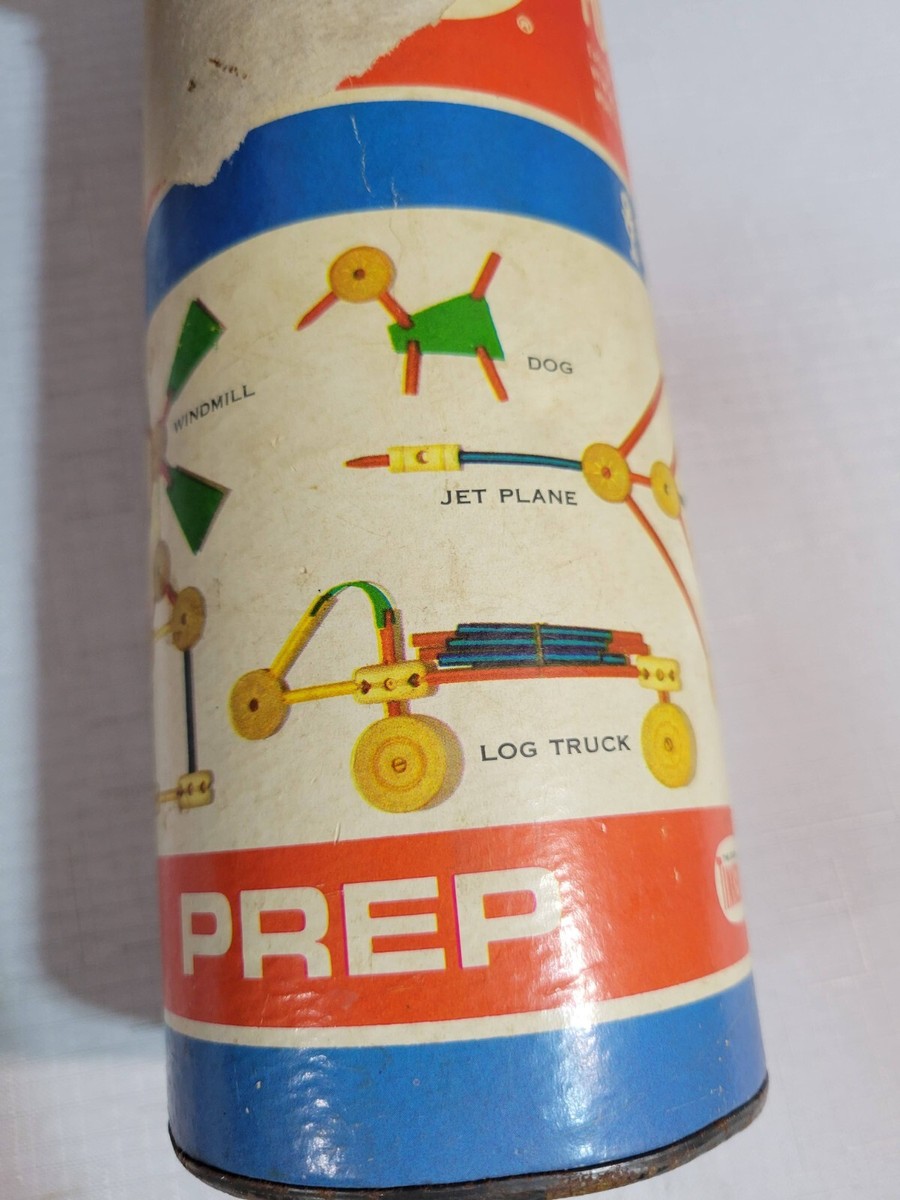 ®
DOG
WINDMILL
JET PLANE
LOG TRUCK
PREP